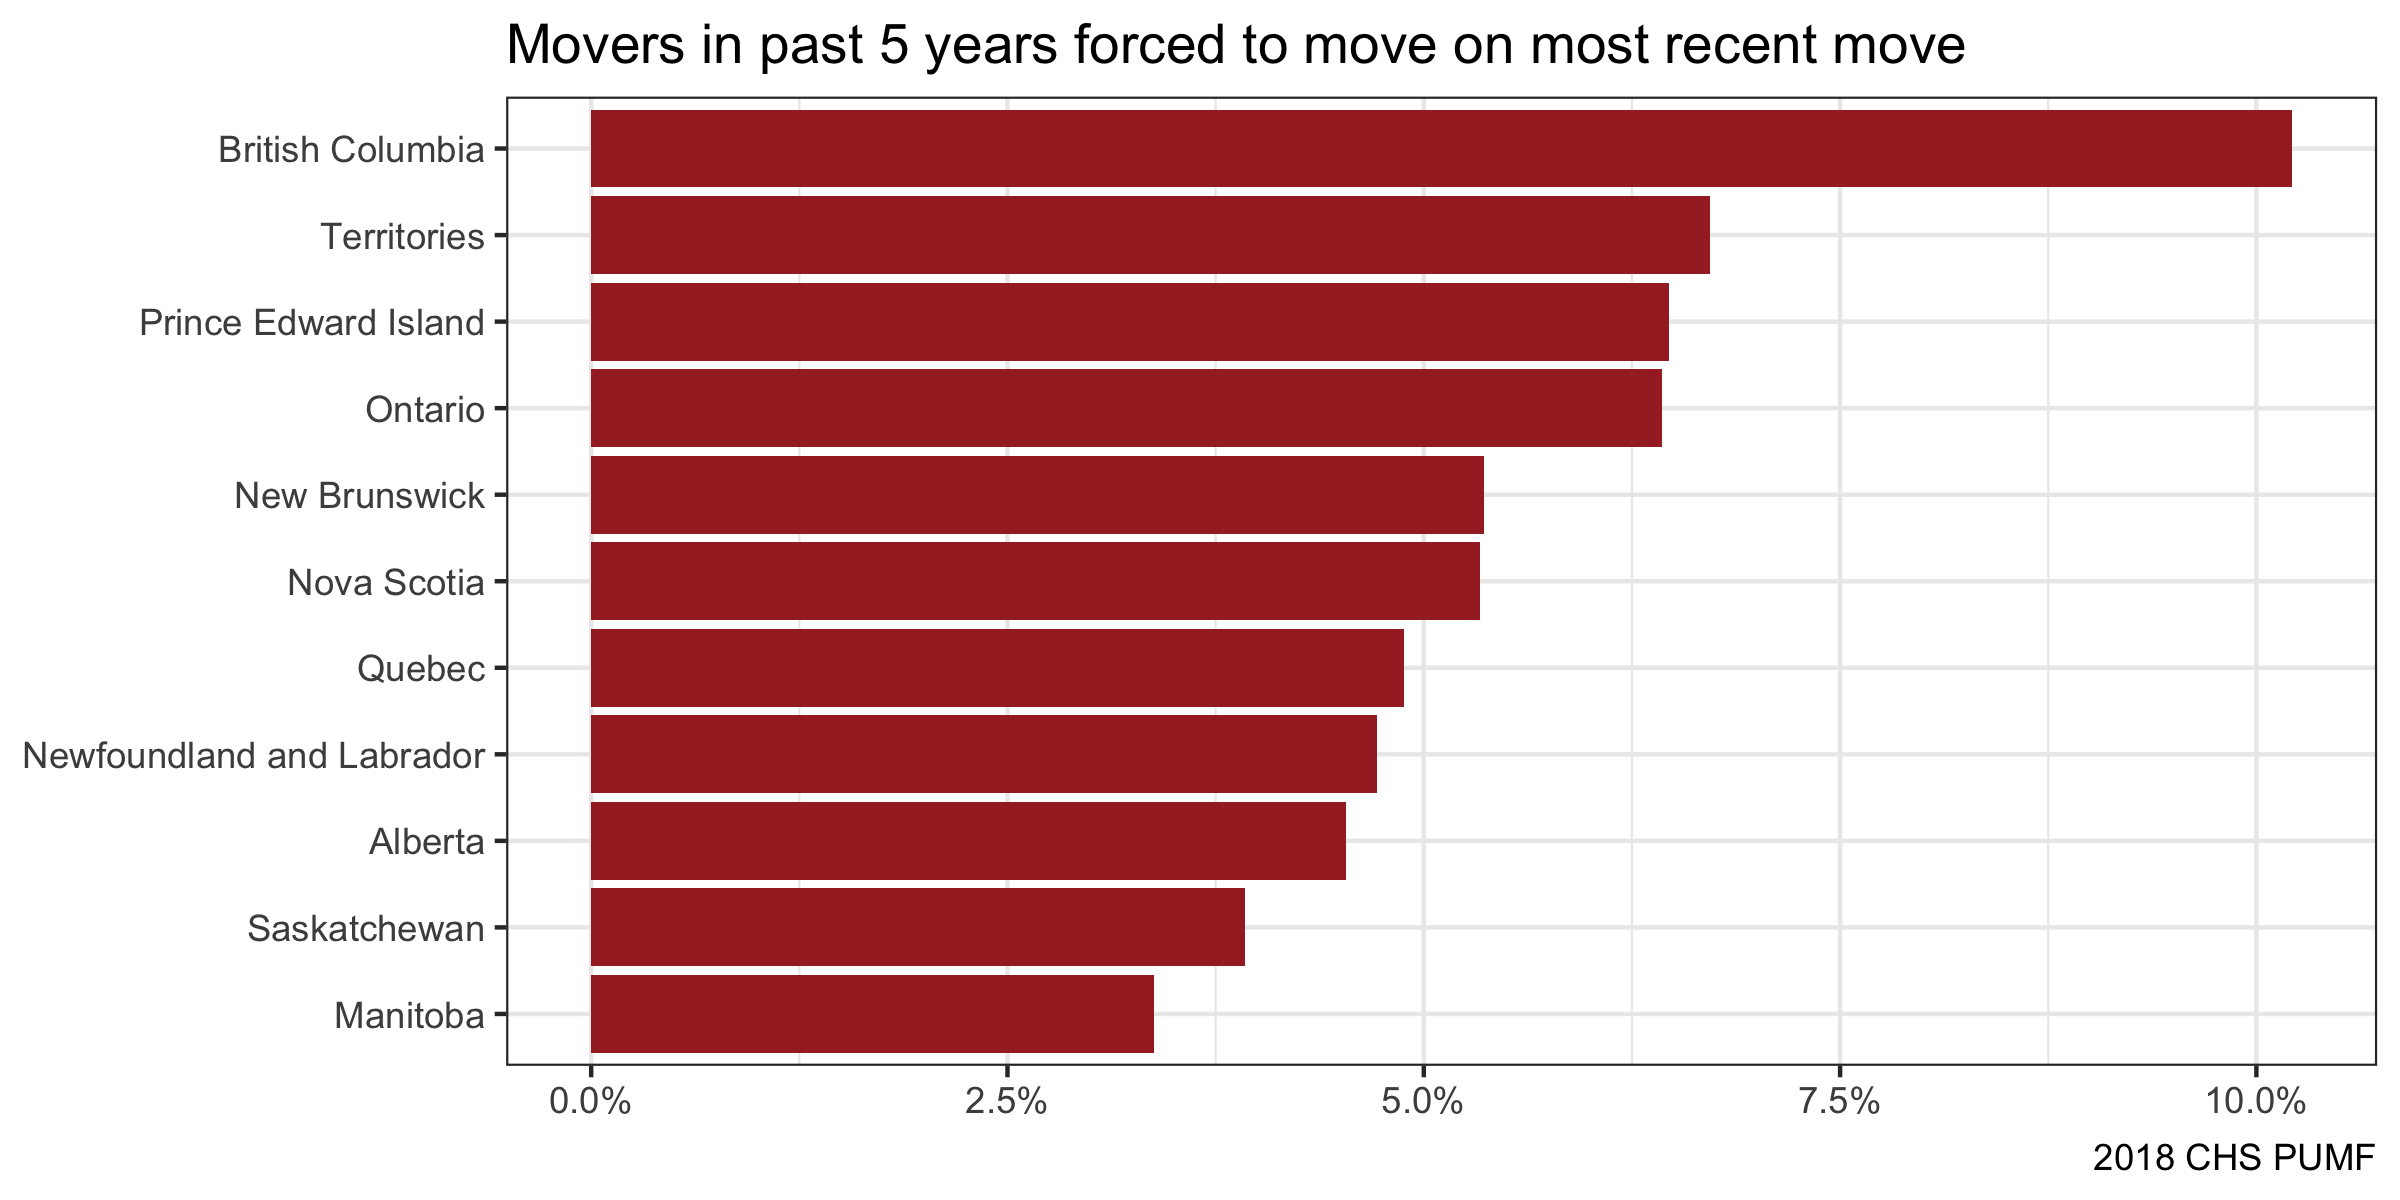 Movers in past 5 years forced to move on most recent move
British Columbia
Territories
Prince Edward Island
Ontario
New Brunswick
Nova Scotia
Quebec
Newfoundland and Labrador
Alberta
Saskatchewan
Manitoba
0.0% 2.5% 5.0% 7.5% 10.0%
2018 CHS PUMF